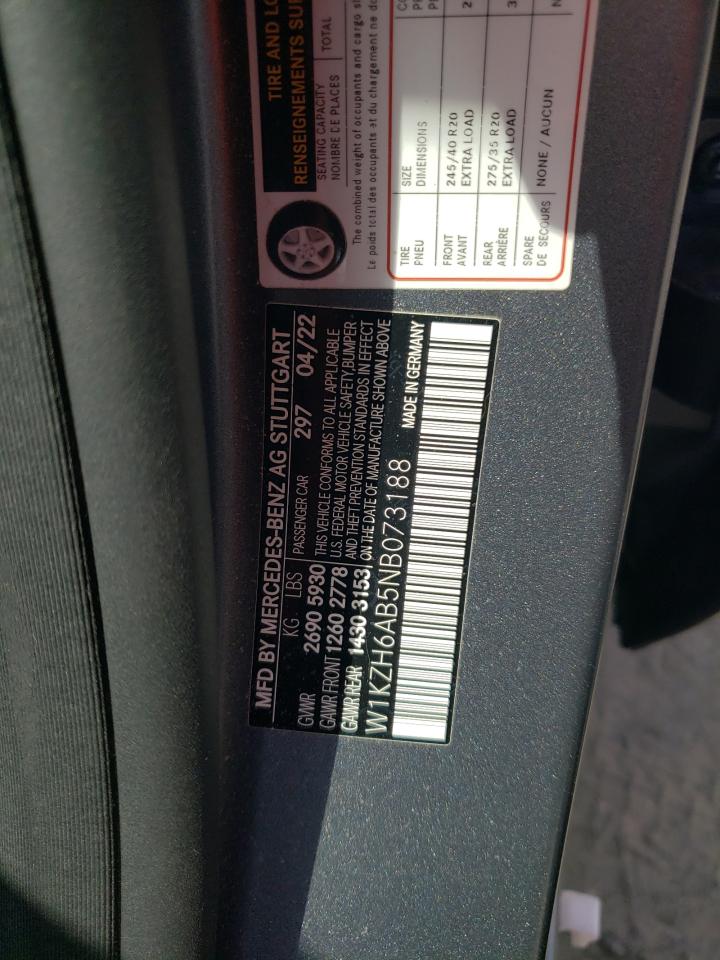 TIRE AND LO
RENSEIGNEMENTS SUR
SEATING CAPACITY
NOMBRE DE PLACES
TOTAL
The combined weight of occupants and cargo
Le poids total des occupants et du chargement ne
TIRE
PNEU
SIZE
DIMENSIONS
FRONT
AVANT
245/40 R20
EXTRA LOAD
2
REAR
ARRIÈRE
275/35 R20
EXTRA LOAD
3
SPARE
DE SECOURS
NONE / AUCUN
MFD BY MERCEDES-BENZ AG STUTTGART
KG LBS PASSENGER CAR 297 04/22
GVWR 2690 5930 THIS VEHICLE CONFORMS TO ALL APPLICABLE
GAWR FRONT 1260 2778 U.S. FEDERAL MOTOR VEHICLE SAFETY,BUMPER
GAWR REAR 1430 3153 AND THEFT PREVENTION STANDARDS IN EFFECT
ON THE DATE OF MANUFACTURE SHOWN ABOVE
W1KZH6AB5NB073188 MADE IN GERMANY